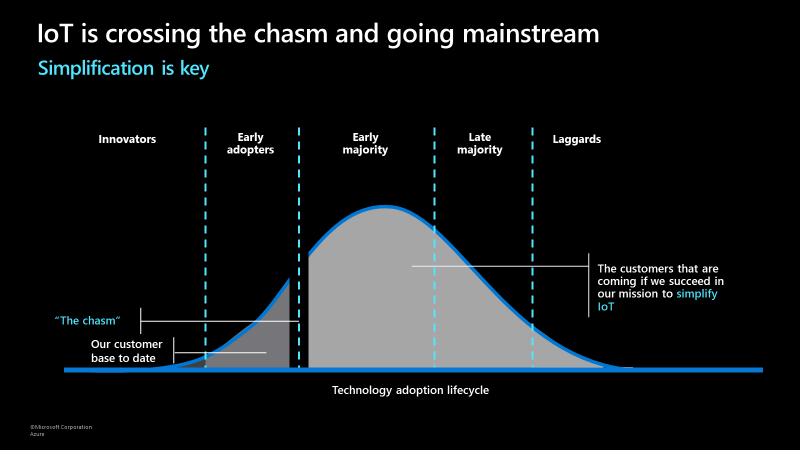 IoT is crossing the chasm and going mainstream
Simplification is key
Innovators
Early
adopters
Early
majority
Late
majority
Laggards
The customers that are
coming if we succeed in
our mission to simplify
IoT
“The chasm”
Our customer
base to date
Technology adoption lifecycle
©Microsoft Corporation
Azure